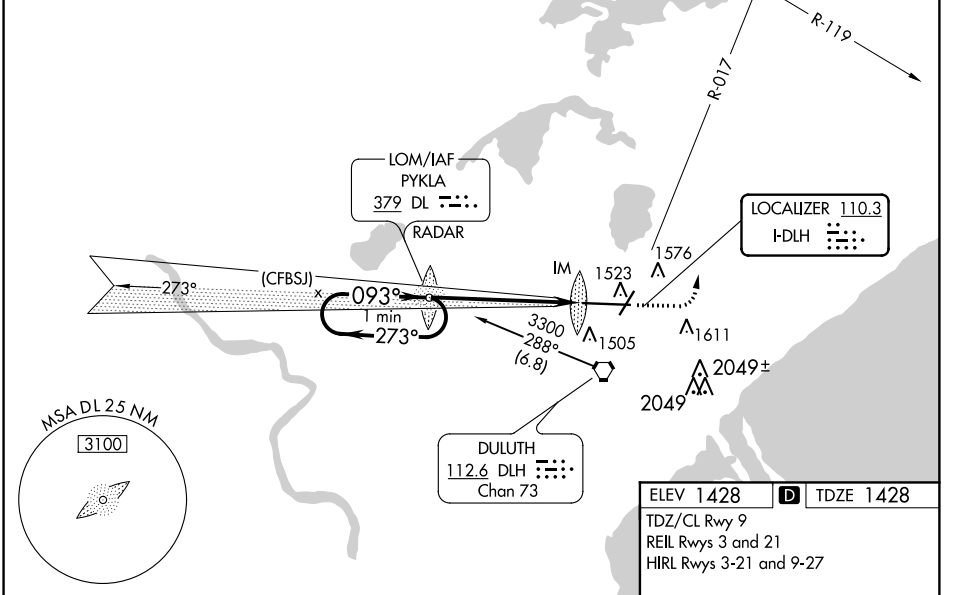 R-119
R-017
LOM/IAF
PYKLA
379 DL
RADAR
LOCALIZER 110.3
I-DLH
1576
IM
1523
(CFBSJ)
273°
x
093°
1 min
273°
3300
288°
(6.8)
1505
1611
2049±
2049
MSA DL 25 NM
3100
DULUTH
112.6 DLH
Chan 73
ELEV 1428 D TDZE 1428
TDZ/CL Rwy 9
REIL Rwys 3 and 21
HIRL Rwys 3-21 and 9-27